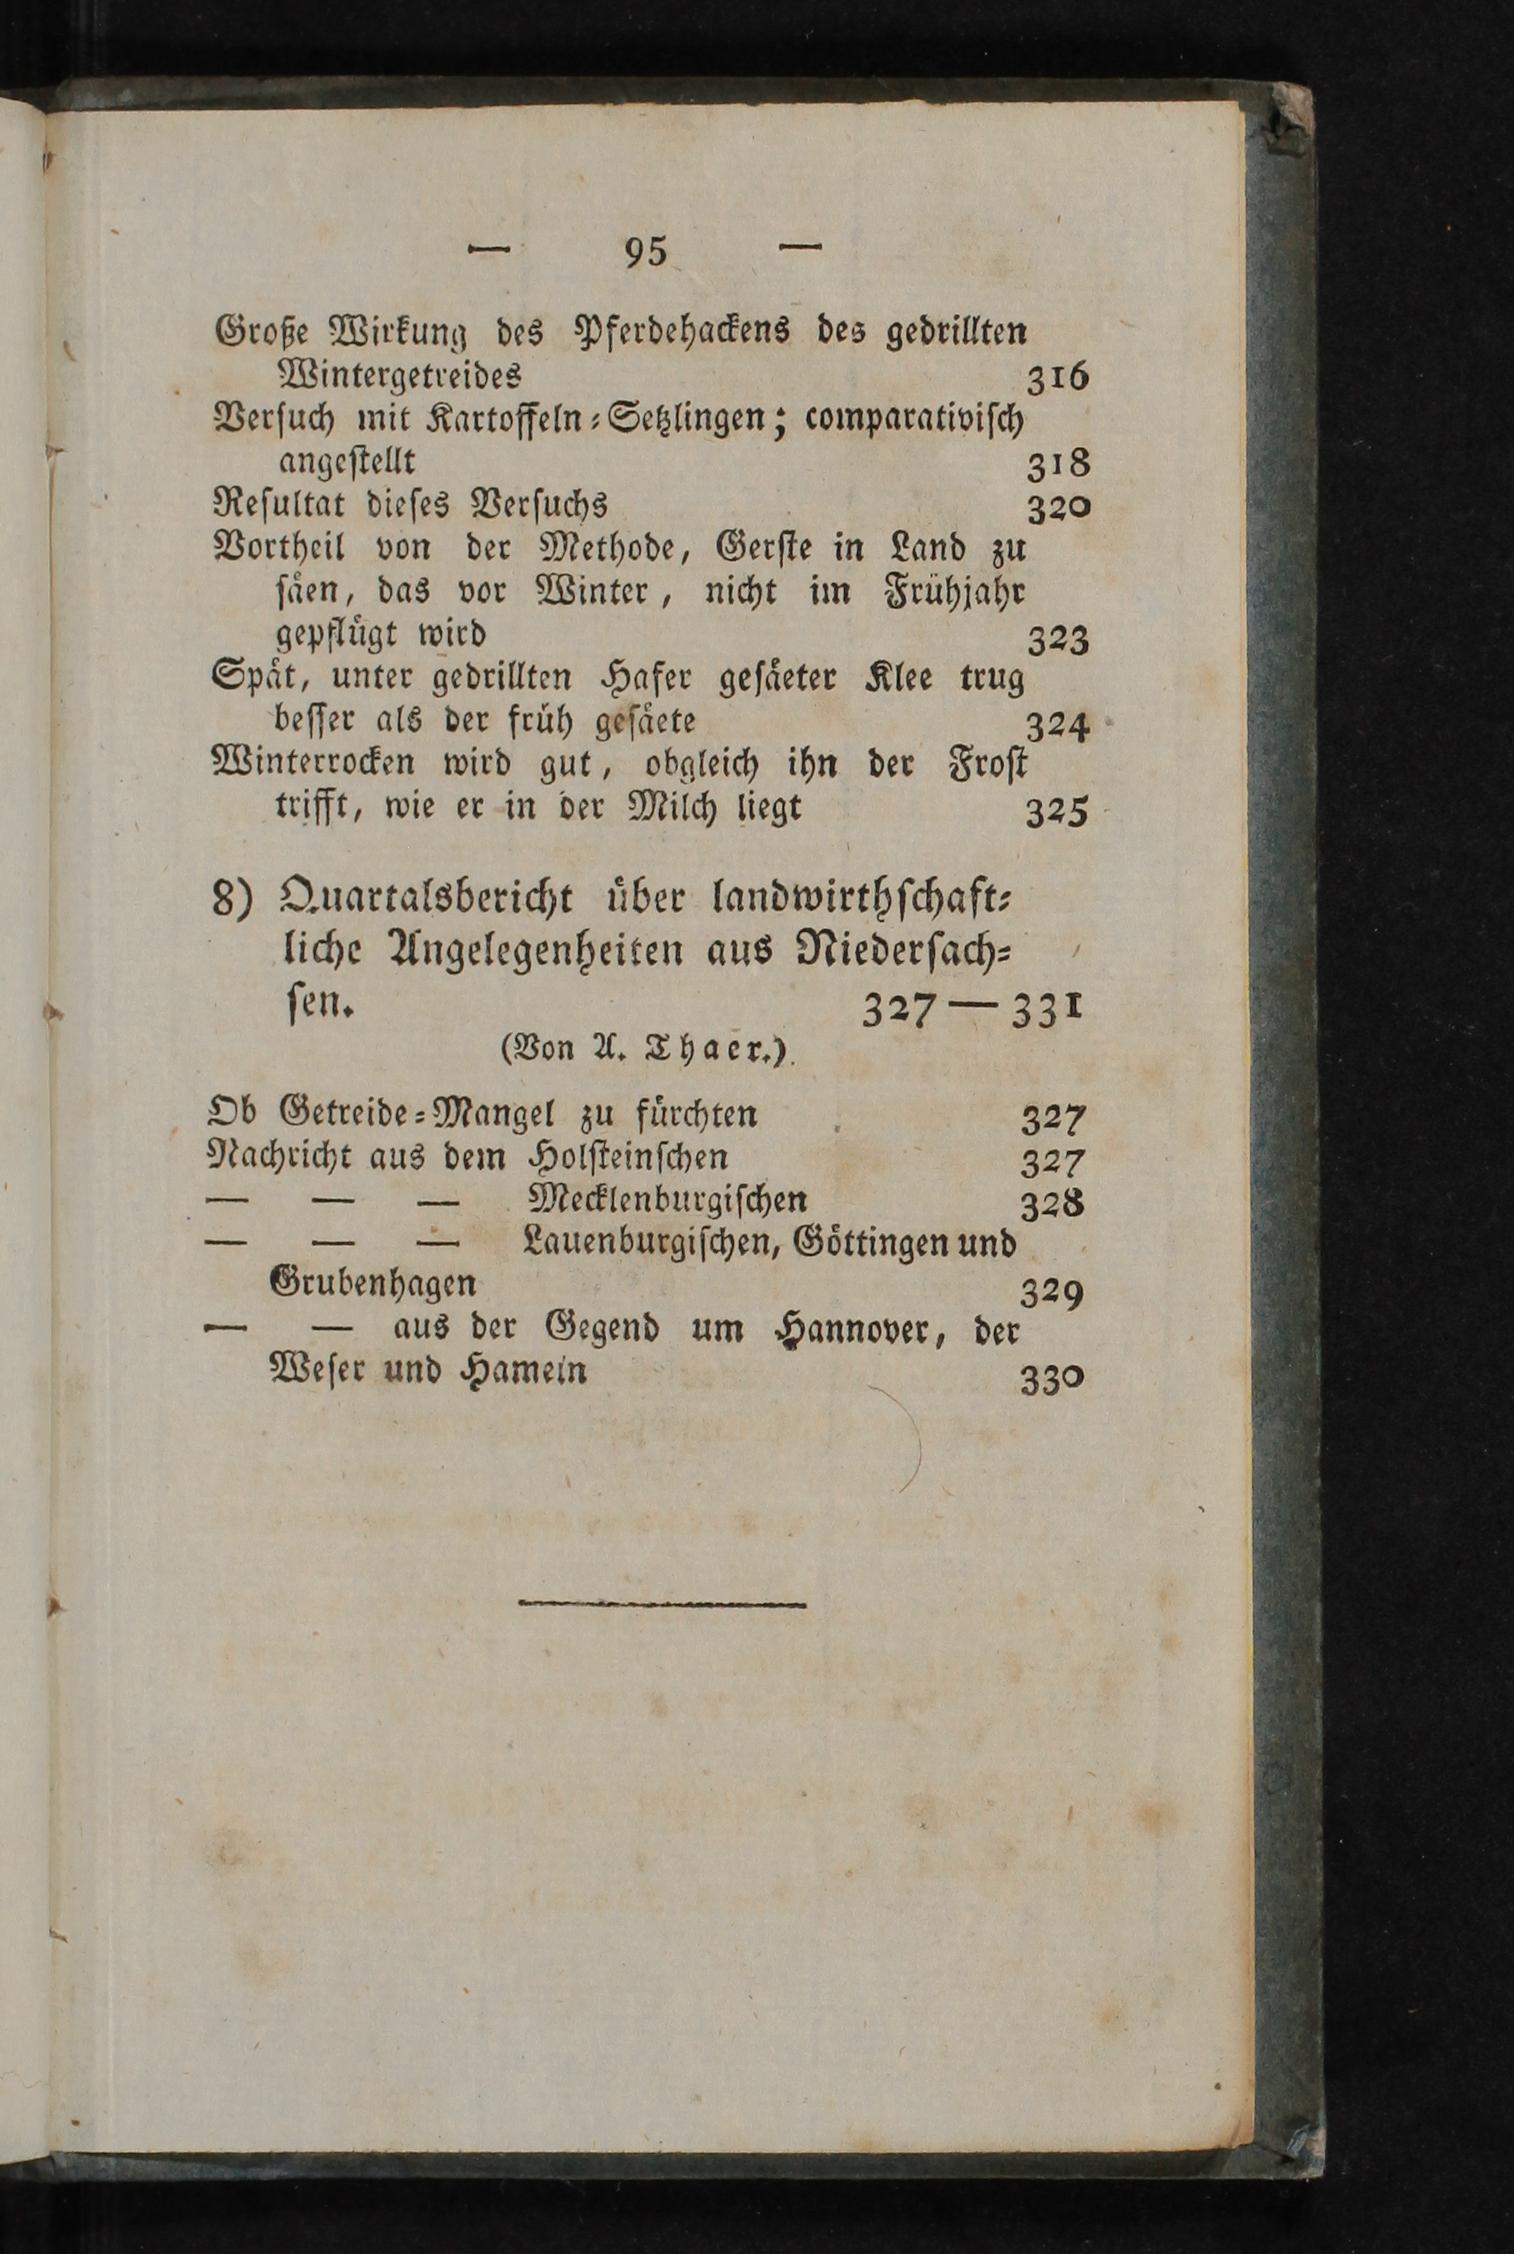 — 95 —
Große Wirkung des Pferdehackens des gedrillten
Wintergetreides 316
Versuch mit Kartoffeln-Setzlingen; comparativisch
angestellt 318
Resultat dieses Versuchs 320
Vortheil von der Methode, Gerste in Land zu
säen, das vor Winter, nicht im Frühjahr
gepflügt wird 323
Spät, unter gedrillten Hafer gesäeter Klee trug
besser als der früh gesäete 324
Winterrocken wird gut, obgleich ihn der Frost
trifft, wie er in der Milch liegt 325
8) Quartalsbericht über landwirthschaft-
liche Angelegenheiten aus Niedersach-
sen. 327 — 331
(Von A. Thaer.)
Ob Getreide-Mangel zu fürchten 327
Nachricht aus dem Holsteinschen 327
— — — Mecklenburgischen 328
— — — Lauenburgischen, Göttingen und
Grubenhagen 329
— — aus der Gegend um Hannover, der
Weser und Hameln 330